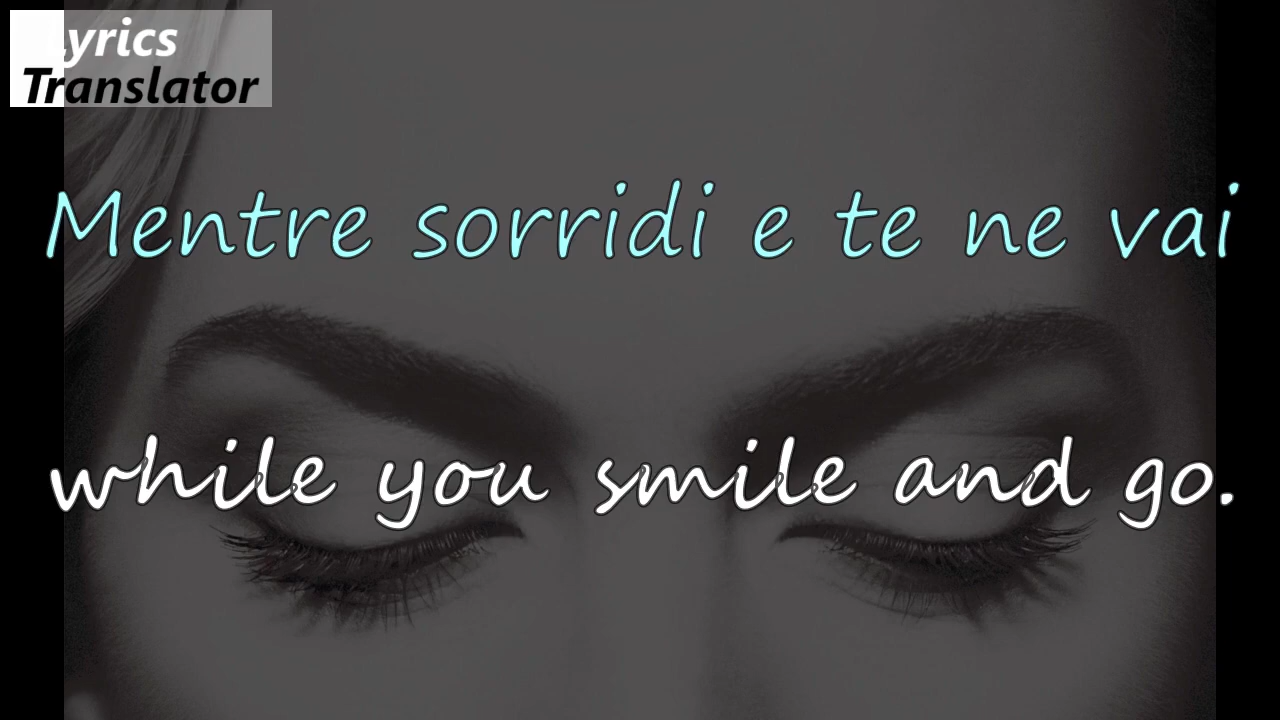 Lyrics
Translator
Mentre sorridi e te ne vai
while you smile and go.